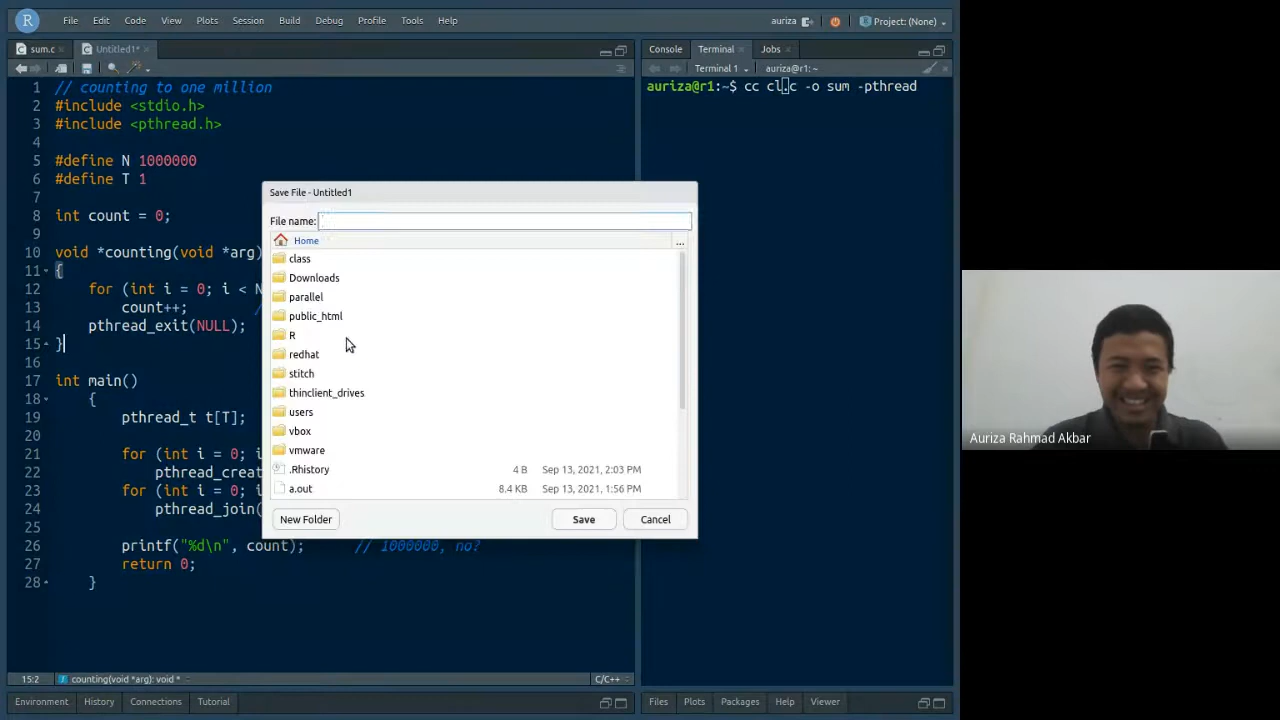 R File Edit Code View Plots Session Build Debug Profile Tools Help auriza Project: (None)
sum.c Untitled1* Console Terminal Jobs
Terminal 1 auriza@r1: ~
auriza@r1:~$ cc cl.c -o sum -pthread
1 // counting to one million
2 #include <stdio.h>
3 #include <pthread.h>
4
5 #define N 1000000
6 #define T 1
7
8 int count = 0;
9
10 void *counting(void *arg)
11 {
12 for (int i = 0; i < N
13 count++; /
14 pthread_exit(NULL);
15 }
16
17 int main()
18 {
19 pthread_t t[T];
20
21 for (int i = 0; i
22 pthread_crea
23 for (int i = 0; i
24 pthread_join(
25
26 printf("%d\n", count); // 1000000, no?
27 return 0;
28 }
Save File - Untitled1
File name:
Home ...
class
Downloads
parallel
public_html
R
redhat
stitch
thinclient_drives
users
vbox
vmware
.Rhistory 4 B Sep 13, 2021, 2:03 PM
a.out 8.4 KB Sep 13, 2021, 1:56 PM
New Folder Save Cancel
Auriza Rahmad Akbar
15:2 counting(void *arg): void * C/C++
Environment History Connections Tutorial Files Plots Packages Help Viewer